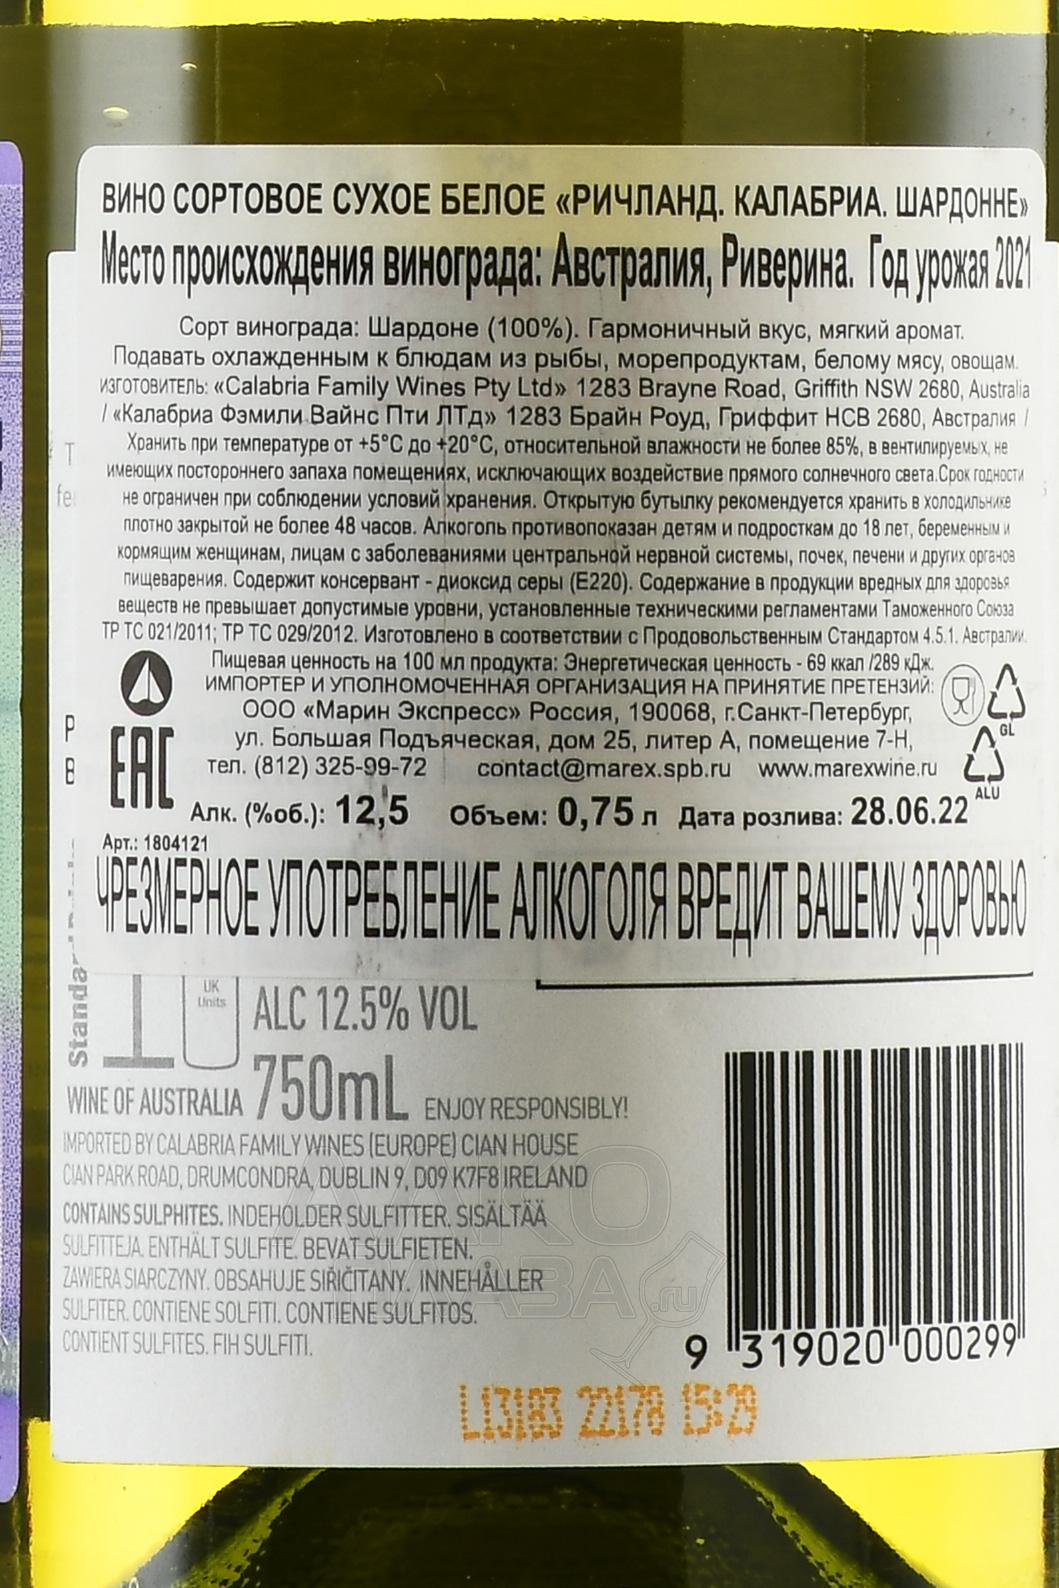 ВИНО СОРТОВОЕ СУХОЕ БЕЛОЕ «РИЧЛАНД. КАЛАБРИА. ШАРДОННЕ»
Место происхождения винограда: Австралия, Риверина. Год урожая 2021
Сорт винограда: Шардоне (100%). Гармоничный вкус, мягкий аромат.
Подавать охлажденным к блюдам из рыбы, морепродуктам, белому мясу, овощам.
ИЗГОТОВИТЕЛЬ: «Calabria Family Wines Pty Ltd» 1283 Brayne Road, Griffith NSW 2680, Australia
/ «Калабриа Фэмили Вайнс Пти ЛТд» 1283 Брайн Роуд, Гриффит НСВ 2680, Австралия /
Хранить при температуре от +5°C до +20°C, относительной влажности не более 85%, в вентилируемых, не
имеющих постороннего запаха помещениях, исключающих воздействие прямого солнечного света.Срок годности
не ограничен при соблюдении условий хранения. Открытую бутылку рекомендуется хранить в холодильнике
плотно закрытой не более 48 часов. Алкоголь противопоказан детям и подросткам до 18 лет, беременным и
кормящим женщинам, лицам с заболеваниями центральной нервной системы, почек, печени и других органов
пищеварения. Содержит консервант - диоксид серы (Е220). Содержание в продукции вредных для здоровья
веществ не превышает допустимые уровни, установленные техническими регламентами Таможенного Союза
ТР ТС 021/2011; ТР ТС 029/2012. Изготовлено в соответствии с Продовольственным Стандартом 4.5.1. Австралии.
Пищевая ценность на 100 мл продукта: Энергетическая ценность - 69 ккал /289 кДж.
ИМПОРТЕР И УПОЛНОМОЧЕННАЯ ОРГАНИЗАЦИЯ НА ПРИНЯТИЕ ПРЕТЕНЗИЙ:
ООО «Марин Экспресс» Россия, 190068, г.Санкт-Петербург,
ул. Большая Подъяческая, дом 25, литер А, помещение 7-Н,
тел. (812) 325-99-72 contact@marex.spb.ru www.marexwine.ru
EAC
GL
ALU
Алк. (%об.): 12,5 Объем: 0,75 л Дата розлива: 28.06.22
Арт.: 1804121
ЧРЕЗМЕРНОЕ УПОТРЕБЛЕНИЕ АЛКОГОЛЯ ВРЕДИТ ВАШЕМУ ЗДОРОВЬЮ
UK
Units
ALC 12.5% VOL
WINE OF AUSTRALIA 750mL ENJOY RESPONSIBLY!
IMPORTED BY CALABRIA FAMILY WINES (EUROPE) CIAN HOUSE
CIAN PARK ROAD, DRUMCONDRA, DUBLIN 9, D09 K7F8 IRELAND
CONTAINS SULPHITES. INDEHOLDER SULFITTER. SISÄLTÄÄ
SULFITTEJA. ENTHÄLT SULFITE. BEVAT SULFIETEN.
ZAWIERA SIARCZYNY. OBSAHUJE SIŘIČITANY. INNEHÅLLER
SULFITER. CONTIENE SOLFITI. CONTIENE SULFITOS.
CONTIENT SULFITES. FIH SULFITI.
9 319020 000299
L13183 22178 15:29